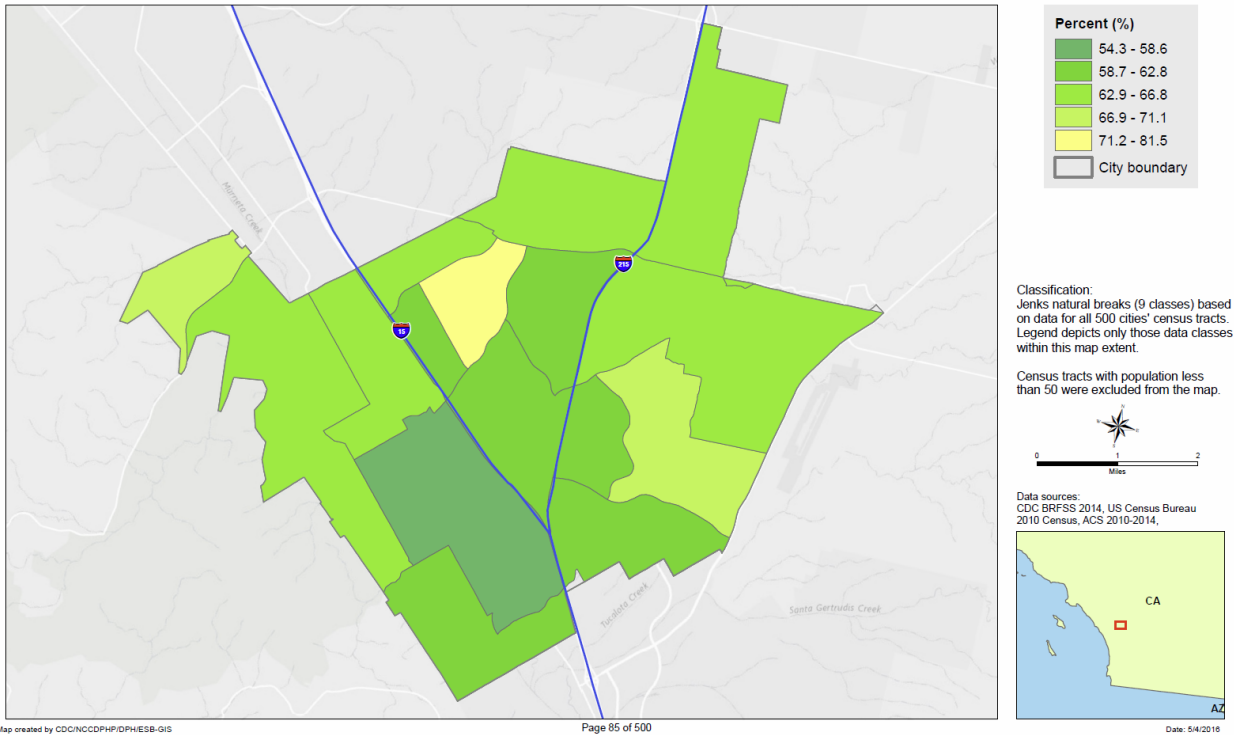 Percent (%)
54.3 - 58.6
58.7 - 62.8
62.9 - 66.8
66.9 - 71.1
71.2 - 81.5
City boundary
Murrieta Creek
215
15
Classification:
Jenks natural breaks (9 classes) based
on data for all 500 cities' census tracts.
Legend depicts only those data classes
within this map extent.
Census tracts with population less
than 50 were excluded from the map.
N
0 1 2
Miles
Data sources:
CDC BRFSS 2014, US Census Bureau
2010 Census, ACS 2010-2014,
Tucalota Creek
Santa Gertrudis Creek
CA
AZ
Map created by CDC/NCCDPHP/DPH/ESB-GIS
Page 85 of 500
Date: 5/4/2016